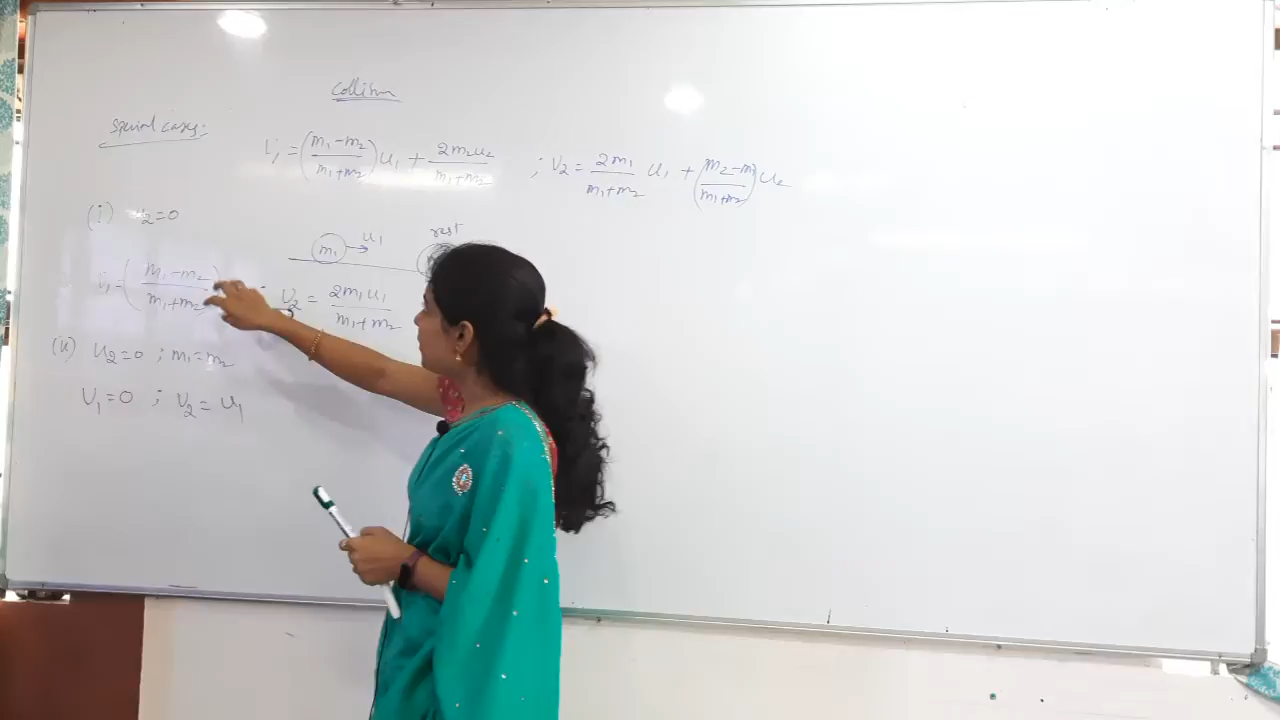 Collision
Special cases:
V₁ = ((m₁−m₂)/(m₁+m₂)) u₁ + 2m₂u₂/(m₁+m₂) ; V₂ = (2m₁/(m₁+m₂)) u₁ + ((m₂−m₁)/(m₁+m₂)) u₂
(i) u₂=0
m₁ → u₁ rest
V₁ = ((m₁−m₂)/(m₁+m₂)) V₂ = 2m₁u₁/(m₁+m₂)
(ii) u₂=0 ; m₁=m₂
V₁=0 ; V₂= u₁